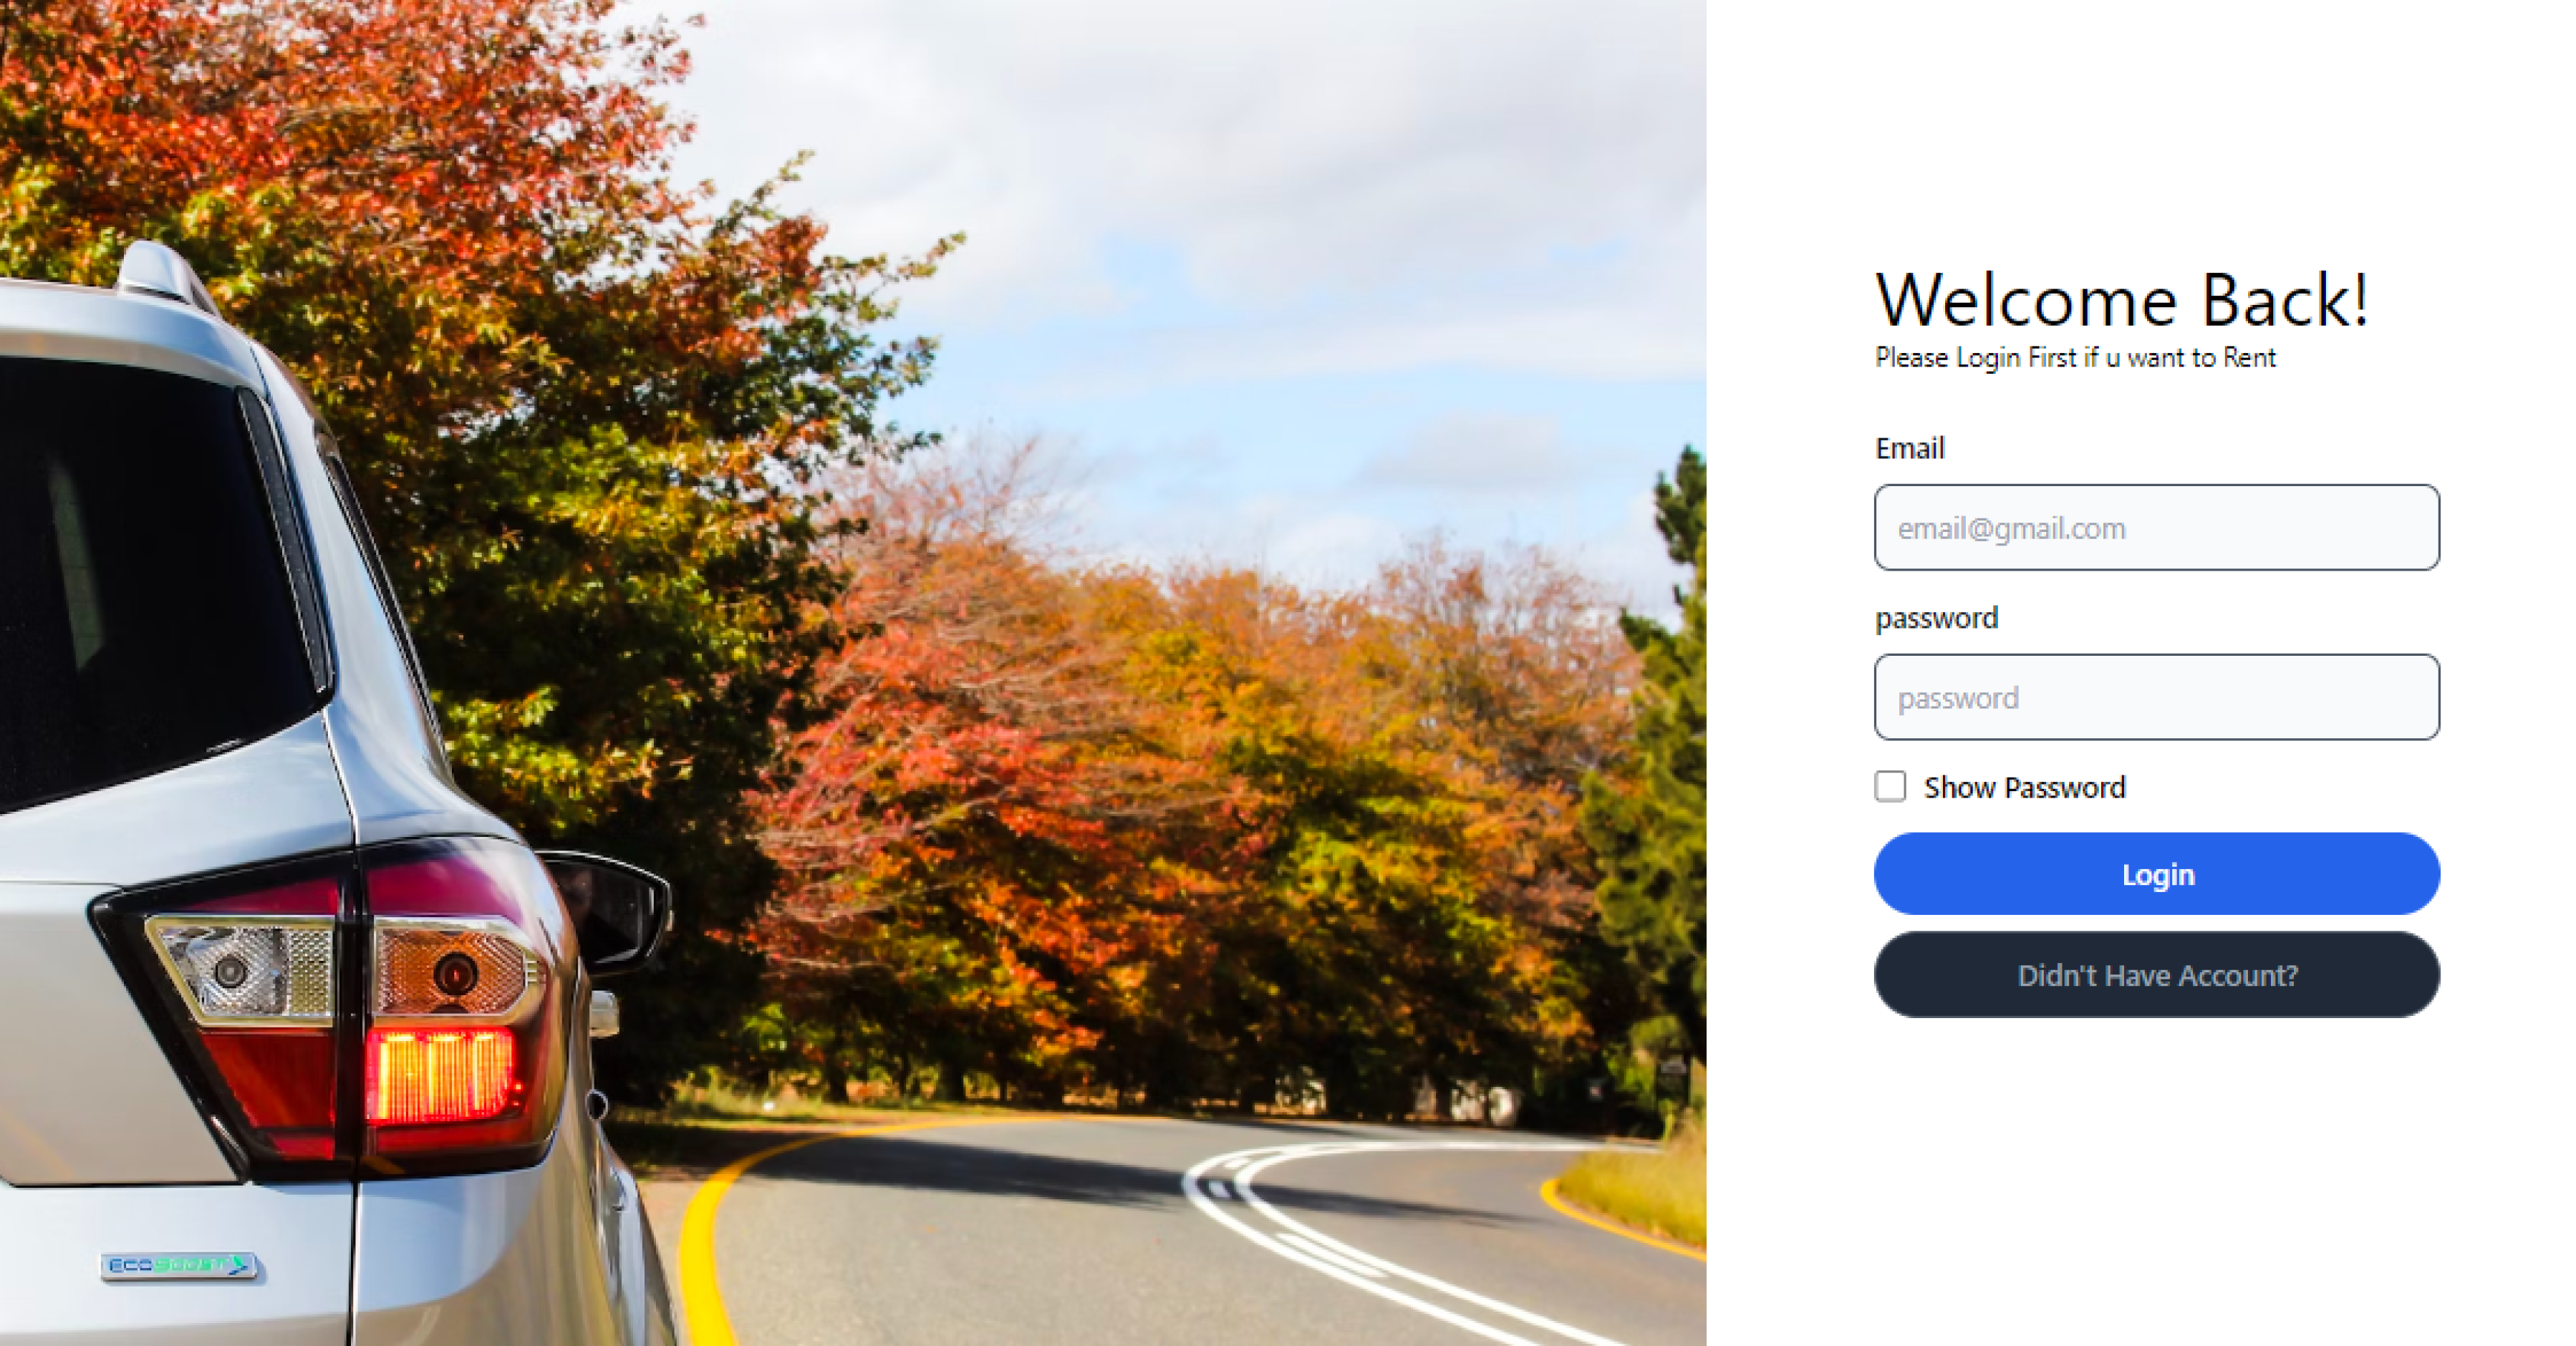 Welcome Back!
Please Login First if u want to Rent
Email
email@gmail.com
password
password
Show Password
Login
Didn't Have Account?
ECOBOOST